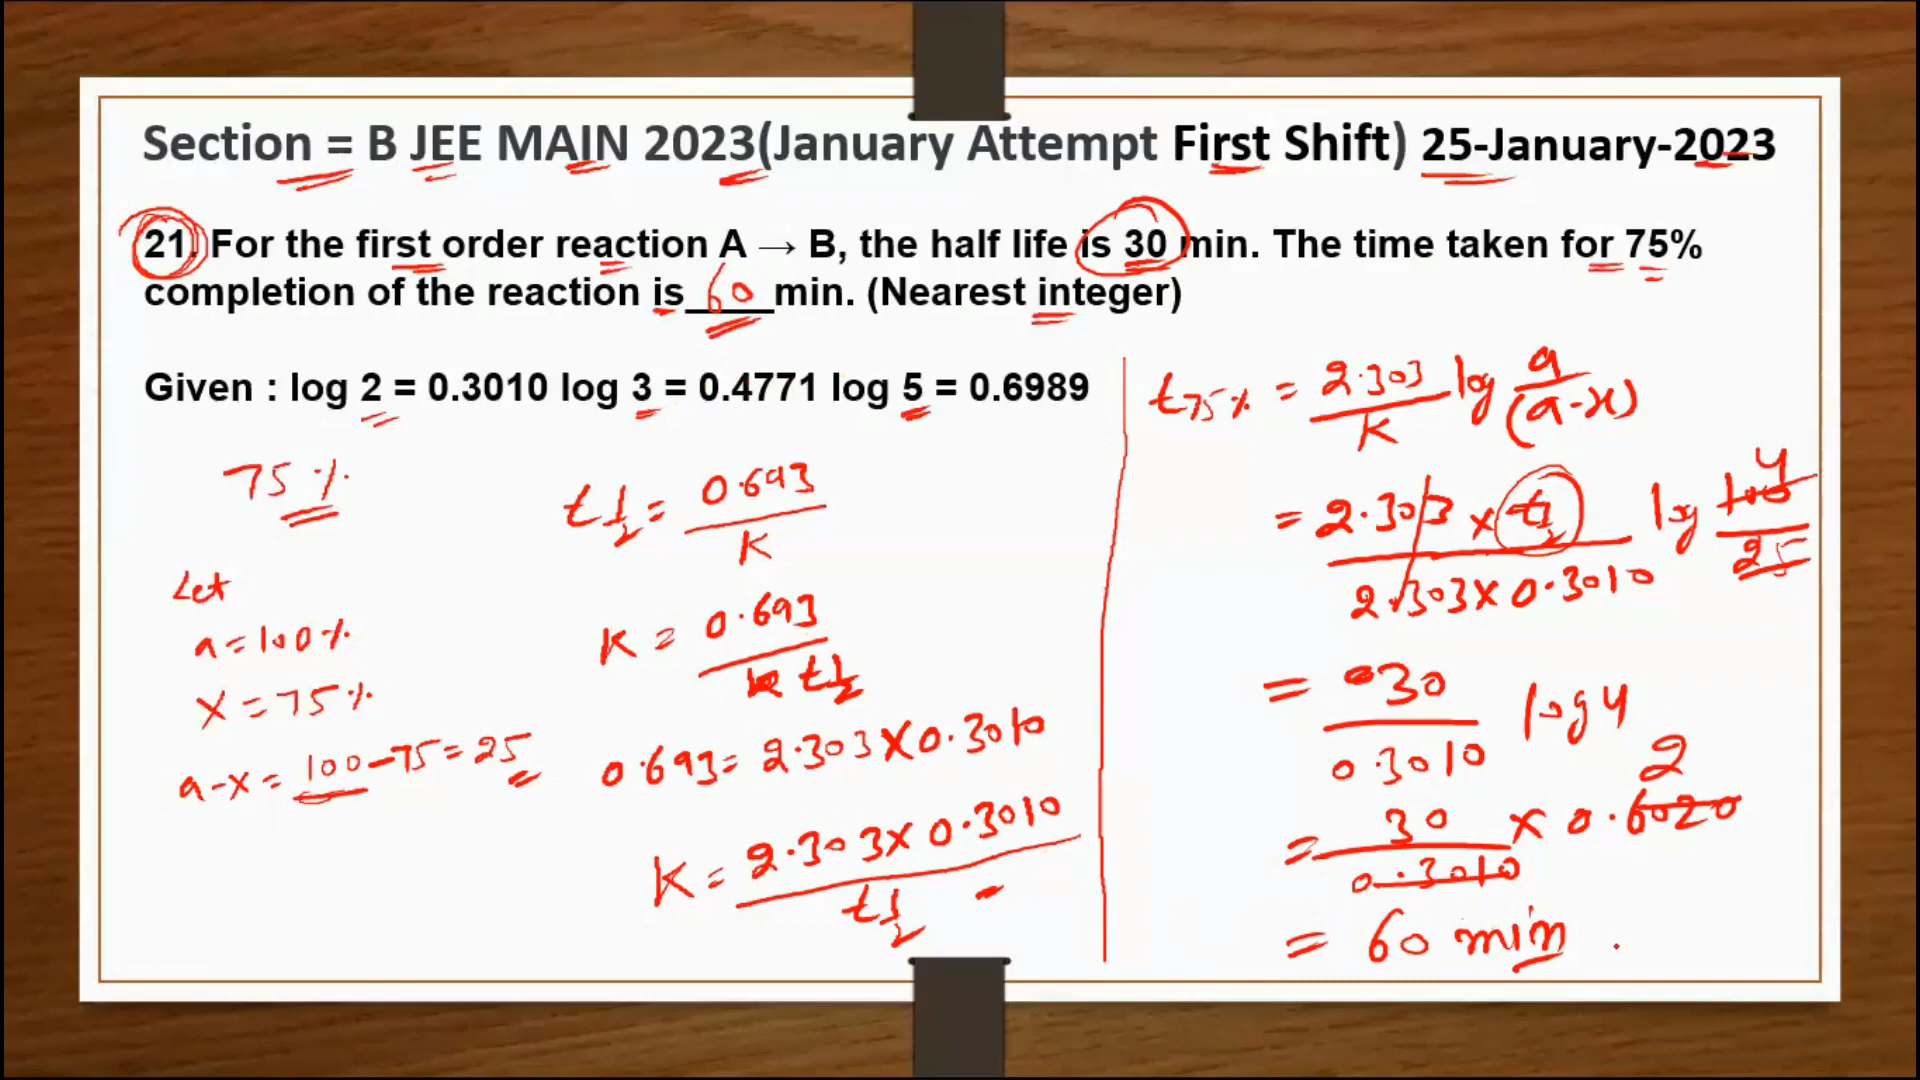 Section = B JEE MAIN 2023(January Attempt First Shift) 25-January-2023
21. For the first order reaction A → B, the half life is 30 min. The time taken for 75%
completion of the reaction is 60 min. (Nearest integer)
Given : log 2 = 0.3010 log 3 = 0.4771 log 5 = 0.6989
75 %
Let
a = 100 %
x = 75 %
a-x = 100-75 = 25
t½ = 0.693 / K
K = 0.693 / t½
0.693 = 2.303 X 0.3010
K = 2.303 X 0.3010 / t½
t75% = 2.303 / K log a / (a-x)
= 2.303 x t½ / 2.303 x 0.3010 log 100 / 25 4
= 30 / 0.3010 log 4
2
= 30 / 0.3010 x 0.6020
= 60 min